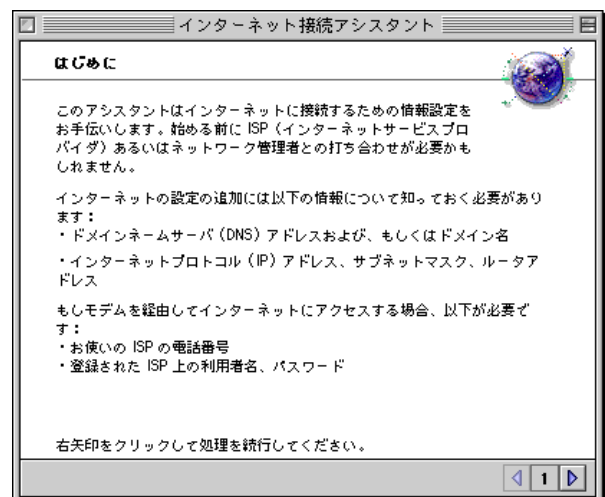 インターネット接続アシスタント
はじめに
このアシスタントはインターネットに接続するための情報設定を
お手伝いします。始める前に ISP（インターネットサービスプロ
バイダ）あるいはネットワーク管理者との打ち合わせが必要かも
しれません。
インターネットの設定の追加には以下の情報について知っておく必要があり
ます：
・ドメインネームサーバ（DNS）アドレスおよび、もしくはドメイン名
・インターネットプロトコル（IP）アドレス、サブネットマスク、ルータア
ドレス
もしモデムを経由してインターネットにアクセスする場合、以下が必要で
す：
・お使いの ISP の電話番号
・登録された ISP 上の利用者名、パスワード
右矢印をクリックして処理を続行してください。
1